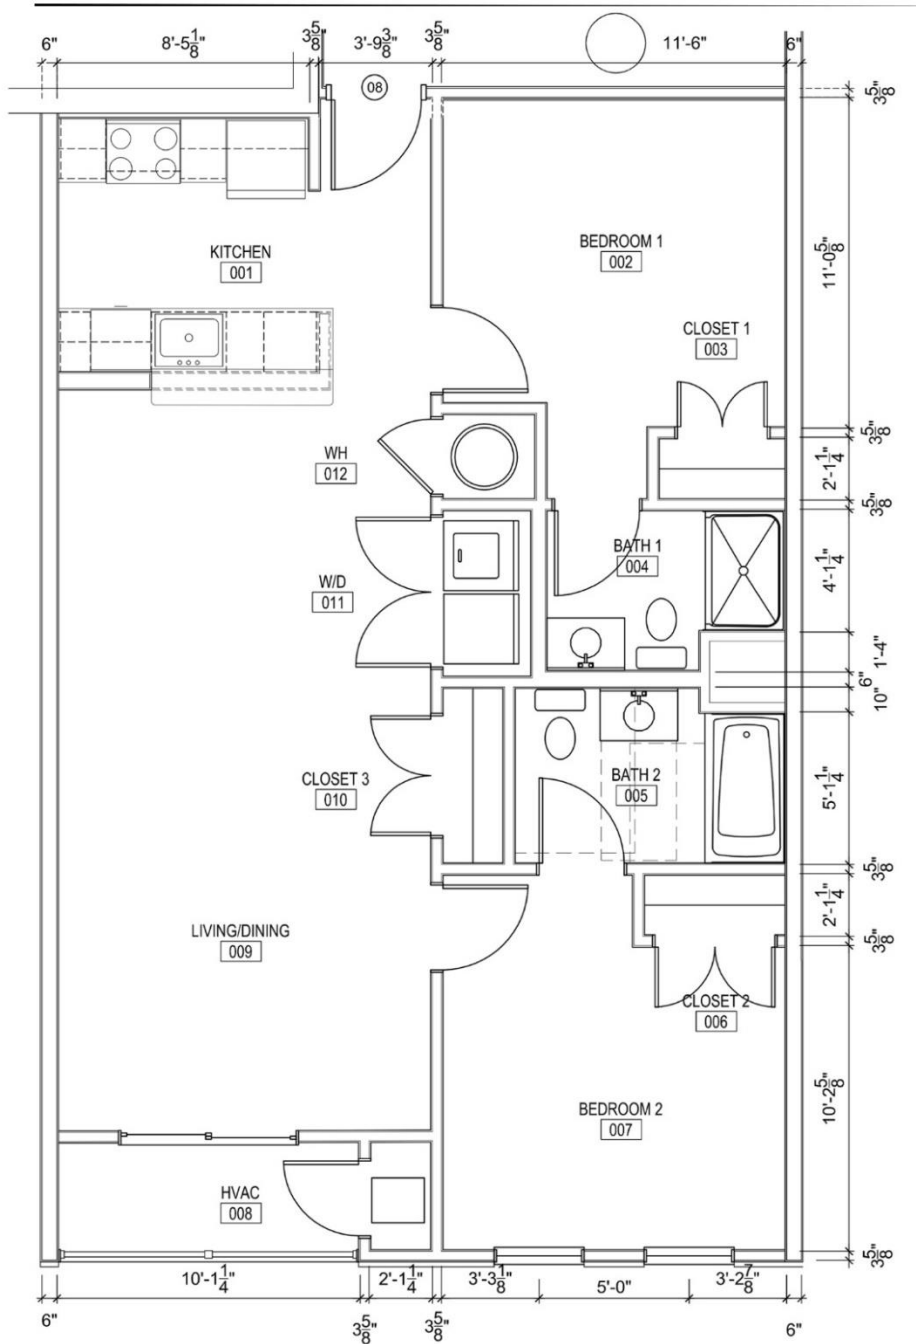 6" 8'-5 1/8" 3 5/8" 3'-9 3/8" 3 5/8" 11'-6" 6"
08
3 5/8"
KITCHEN
001
BEDROOM 1
002
11'-0 5/8"
CLOSET 1
003
3 5/8"
WH
012
2'-1 1/4"
3 5/8"
BATH 1
004
4'-1 1/4"
W/D
011
1'-4"
6"
10"
CLOSET 3
010
BATH 2
005
5'-1 1/4"
3 5/8"
2'-1 1/4"
LIVING/DINING
009
3 5/8"
CLOSET 2
006
10'-2 5/8"
BEDROOM 2
007
HVAC
008
3 5/8"
10'-1 1/4" 2'-1 1/4" 3'-3 1/8" 5'-0" 3'-2 7/8"
6" 3 5/8" 3 5/8" 6"